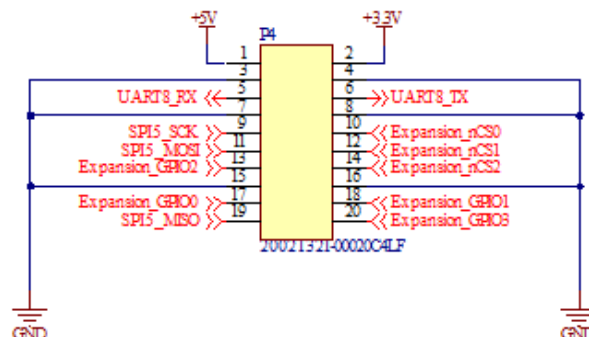 +5V +3.3V
P4
1 2
3 4
UART8_RX 5 6 UART8_TX
7 8
SPI5_SCK 9 10 Expansion_nCS0
SPI5_MOSI 11 12 Expansion_nCS1
Expansion_GPIO2 13 14 Expansion_nCS2
15 16
Expansion_GPIO0 17 18 Expansion_GPIO1
SPI5_MISO 19 20 Expansion_GPIO3
20021321-00020C4LF
GND GND